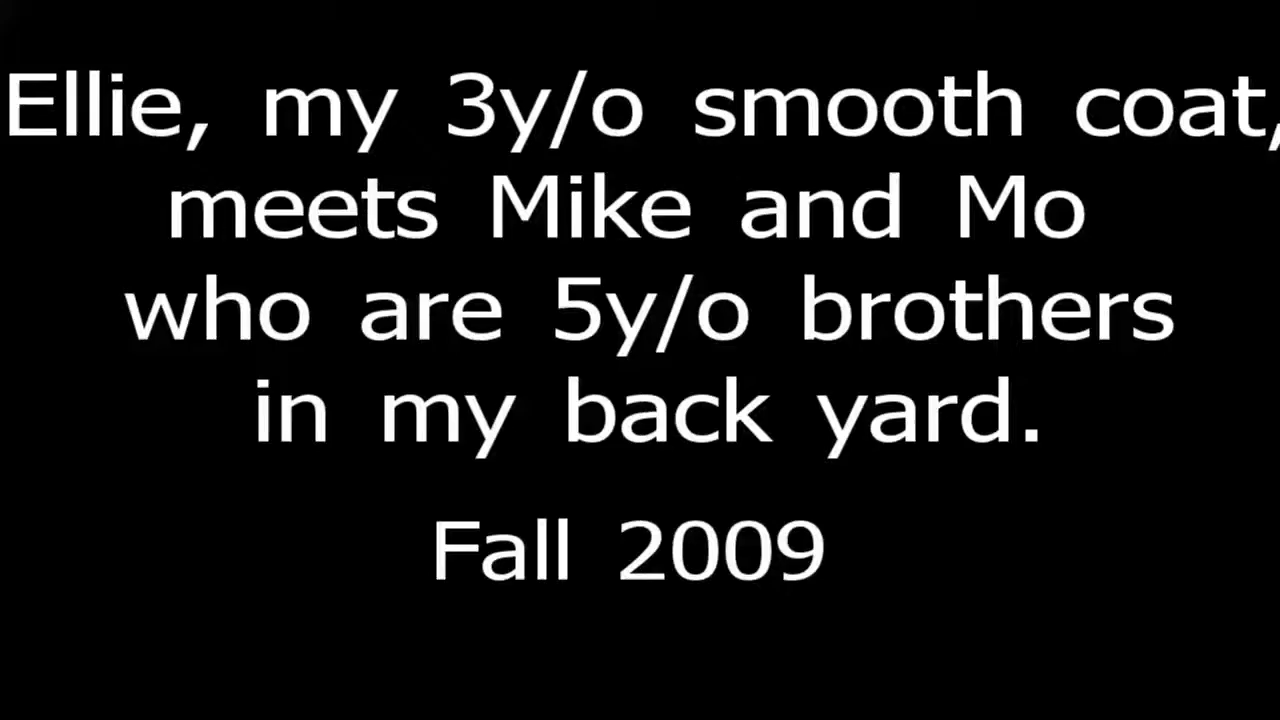 Ellie, my 3y/o smooth coat,
meets Mike and Mo
who are 5y/o brothers
in my back yard.
Fall 2009